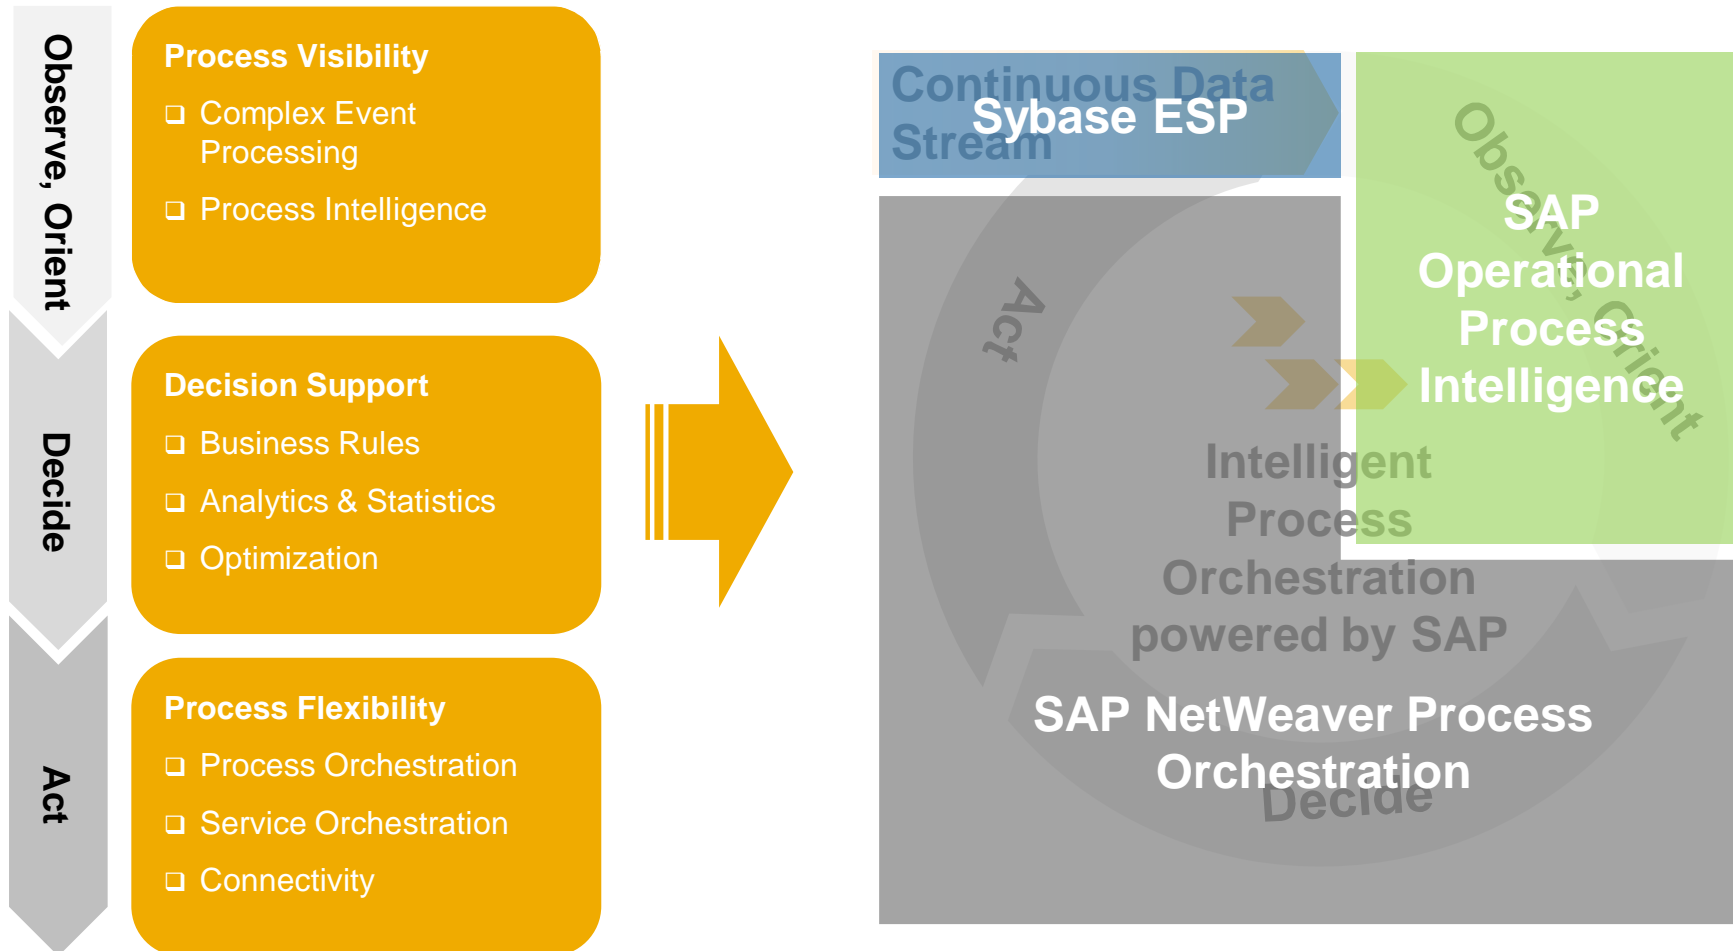 Observe, Orient
Process Visibility
Complex Event
Processing
Process Intelligence
Decide
Decision Support
Business Rules
Analytics & Statistics
Optimization
Act
Process Flexibility
Process Orchestration
Service Orchestration
Connectivity
Continuous Data
Stream
Sybase ESP
Observe, Orient
SAP
Operational
Process
Intelligence
Act
Intelligent
Process
Orchestration
powered by SAP
SAP NetWeaver Process
Orchestration
Decide